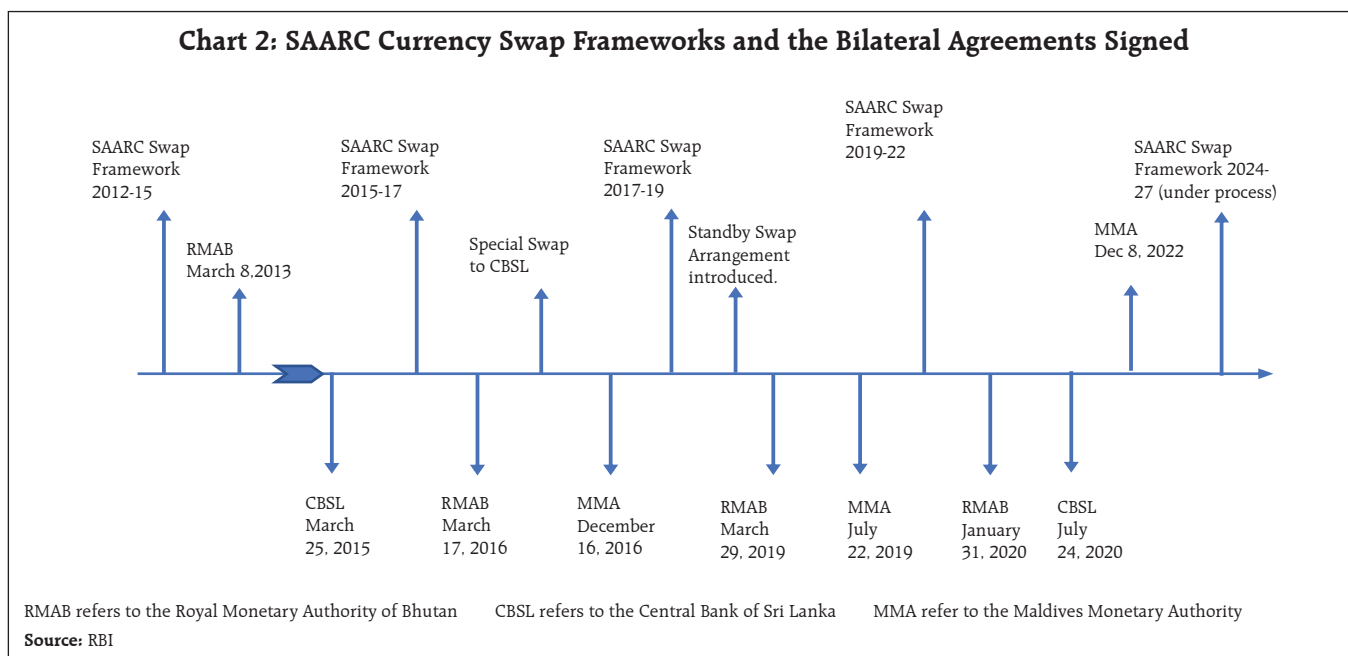 Chart 2: SAARC Currency Swap Frameworks and the Bilateral Agreements Signed
SAARC Swap
Framework
2012-15
RMAB
March 8,2013
SAARC Swap
Framework
2015-17
Special Swap
to CBSL
SAARC Swap
Framework
2017-19
Standby Swap
Arrangement
introduced.
SAARC Swap
Framework
2019-22
MMA
Dec 8, 2022
SAARC Swap
Framework 2024-
27 (under process)
CBSL
March
25, 2015
RMAB
March
17, 2016
MMA
December
16, 2016
RMAB
March
29, 2019
MMA
July
22, 2019
RMAB
January
31, 2020
CBSL
July
24, 2020
RMAB refers to the Royal Monetary Authority of Bhutan CBSL refers to the Central Bank of Sri Lanka MMA refer to the Maldives Monetary Authority
Source: RBI